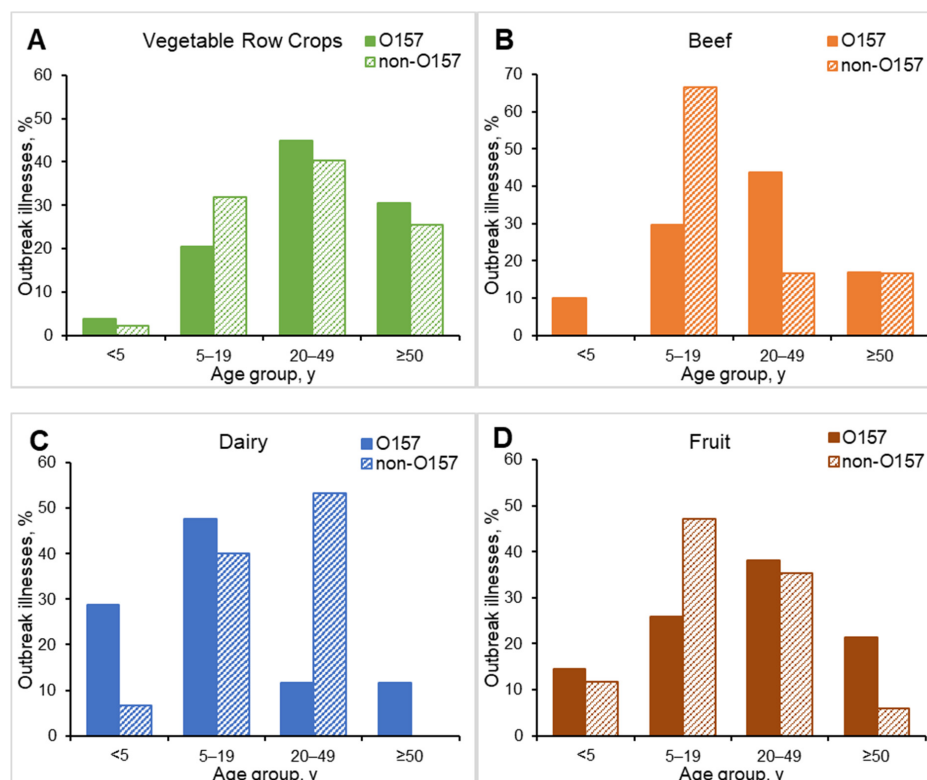 A
Vegetable Row Crops
O157
non-O157
Outbreak illnesses, %
60
50
40
30
20
10
0
<5 5–19 20–49 ≥50
Age group, y
B
Beef
O157
non-O157
Outbreak illnesses, %
70
60
50
40
30
20
10
0
<5 5–19 20–49 ≥50
Age group, y
C
Dairy
O157
non-O157
Outbreak illnesses, %
60
50
40
30
20
10
0
<5 5–19 20–49 ≥50
Age group, y
D
Fruit
O157
non-O157
Outbreak illnesses, %
60
50
40
30
20
10
0
<5 5–19 20–49 ≥50
Age group, y